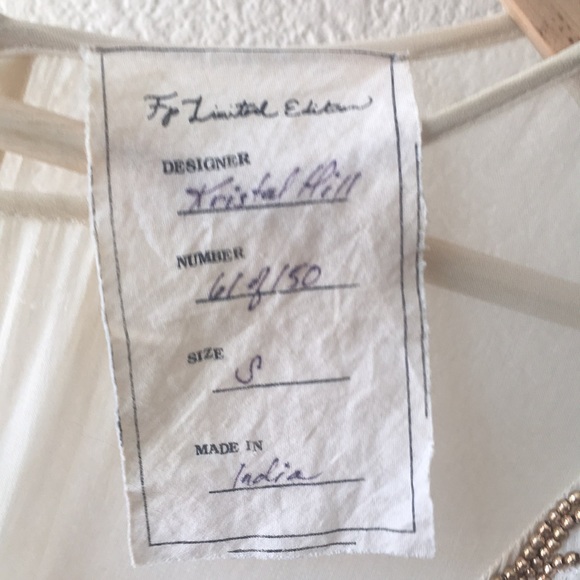 Fp Limited Edition
DESIGNER
Kristal Hill
NUMBER
61 of 150
SIZE
S
MADE IN
India